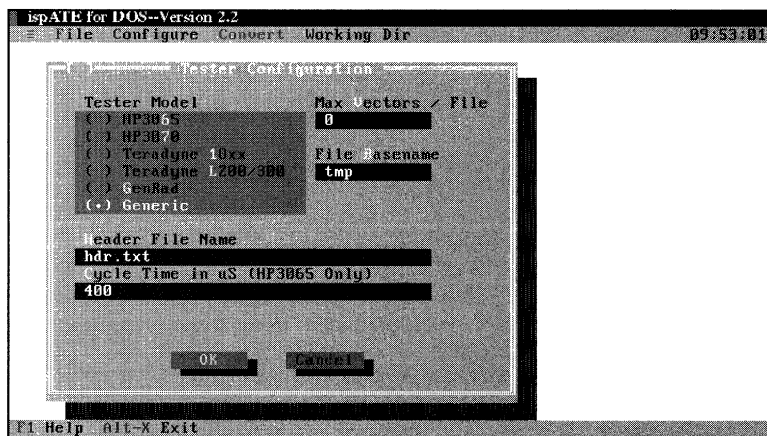 ispATE for DOS--Version 2.2
≡ File Configure Convert Working Dir 09:53:01
Tester Configuration
Tester Model
Max Vectors / File
( ) HP3065
0
( ) HP3070
( ) Teradyne 10xx
File Basename
( ) Teradyne L200/300
tmp
( ) GenRad
(•) Generic
Header File Name
hdr.txt
Cycle Time in uS (HP3065 Only)
400
OK Cancel
F1 Help Alt-X Exit